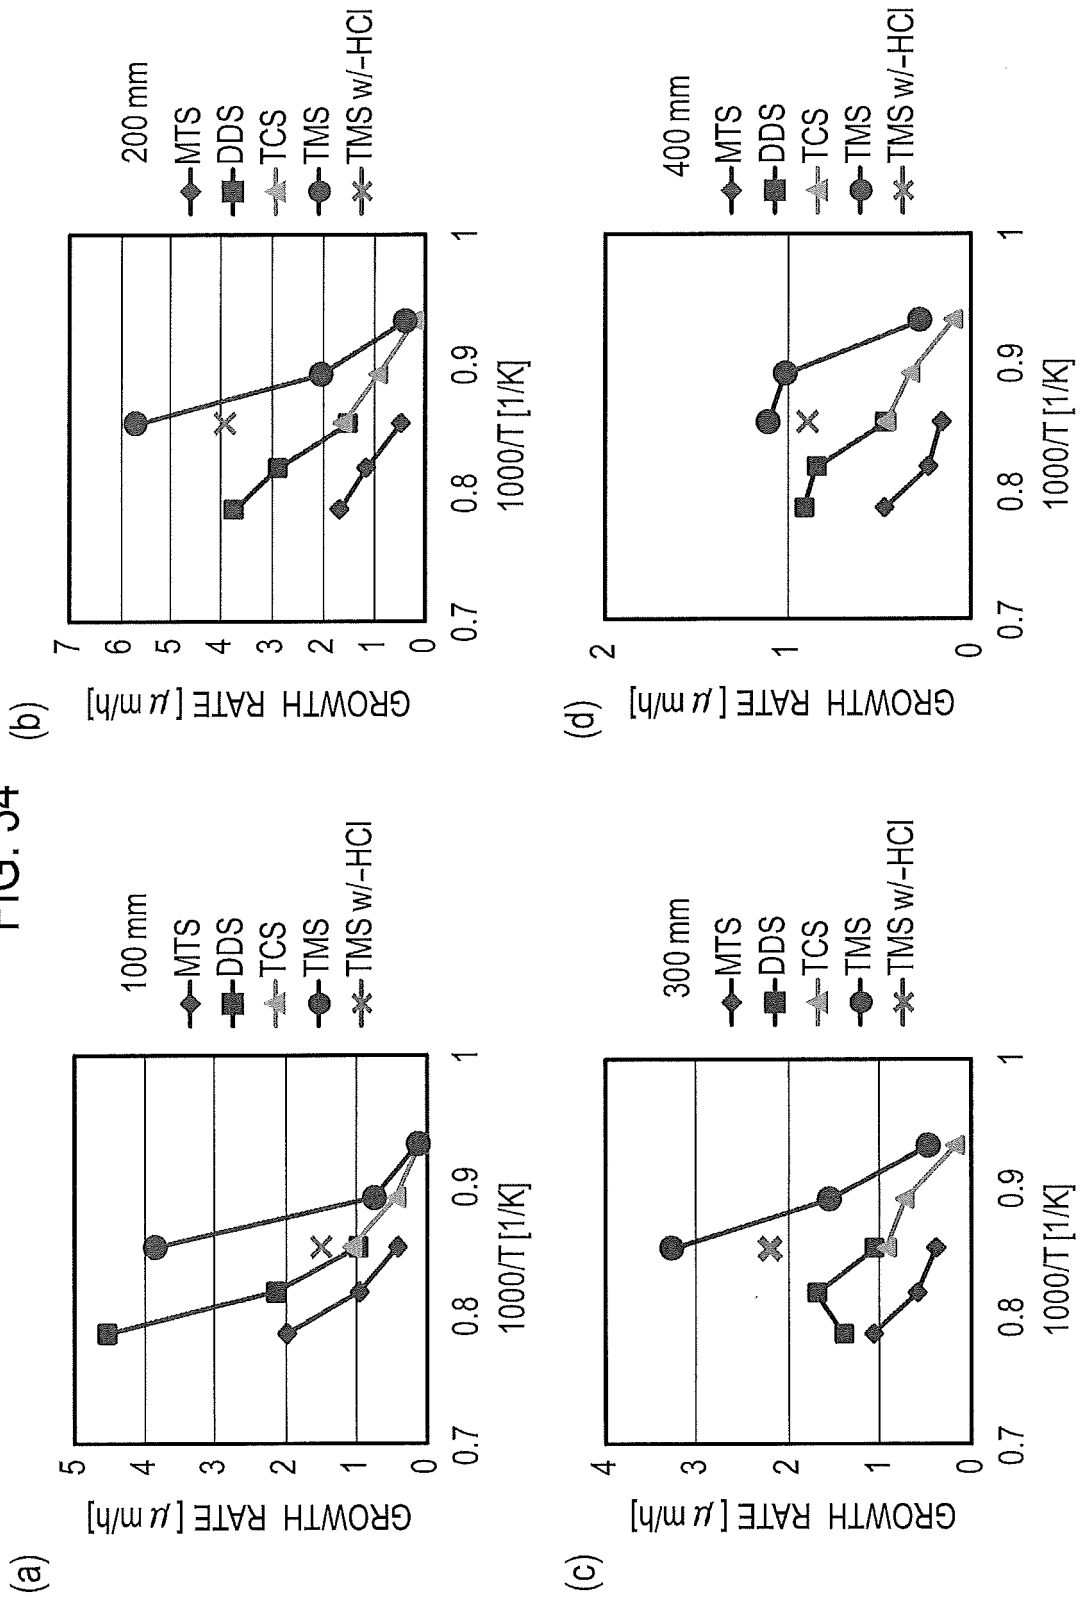 FIG. 34
(a)
100 mm
GROWTH RATE [μm/h]
5
4
3
2
1
0
0.7
0.8
0.9
1
1000/T [1/K]
MTS
DDS
TCS
TMS
TMS w/-HCl
(b)
200 mm
GROWTH RATE [μm/h]
7
6
5
4
3
2
1
0
0.7
0.8
0.9
1
1000/T [1/K]
MTS
DDS
TCS
TMS
TMS w/-HCl
(c)
300 mm
GROWTH RATE [μm/h]
4
3
2
1
0
0.7
0.8
0.9
1
1000/T [1/K]
MTS
DDS
TCS
TMS
TMS w/-HCl
(d)
400 mm
GROWTH RATE [μm/h]
2
1
0
0.7
0.8
0.9
1
1000/T [1/K]
MTS
DDS
TCS
TMS
TMS w/-HCl